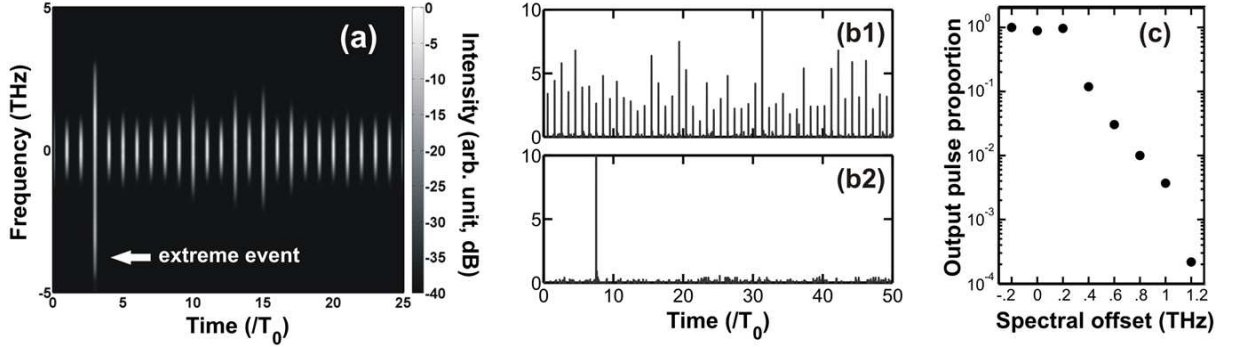 5
0
-5
Frequency (THz)
(a)
extreme event
0 5 10 15 20 25
Time (/T0)
0
-5
-10
-15
-20
-25
-30
-35
-40
Intensity (arb. unit, dB)
10
5
0
(b1)
10
5
0
(b2)
0 10 20 30 40 50
Time (/T0)
10^0
10^-1
10^-2
10^-3
10^-4
Output pulse proportion
(c)
-.2 0 .2 .4 .6 .8 1 1.2
Spectral offset (THz)